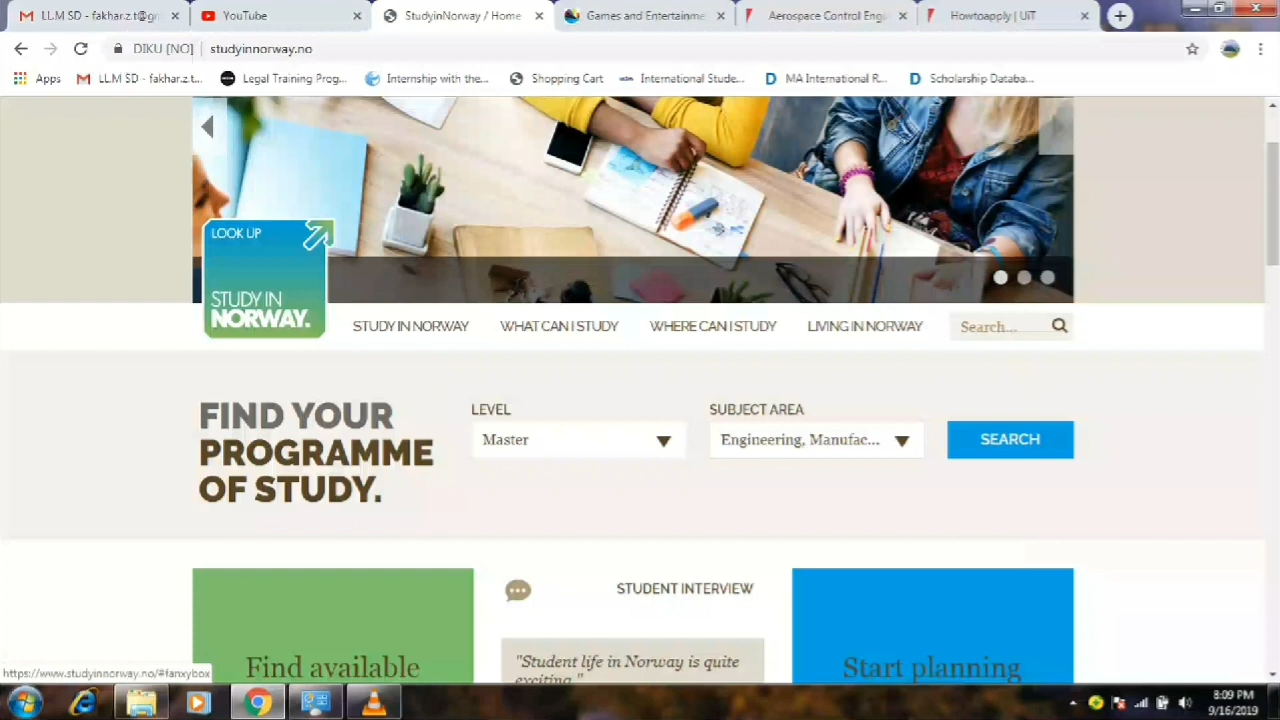 LL.M SD - fakhar.z.t@gm
YouTube
StudyinNorway / Home
Games and Entertainme
Aerospace Control Engi
Howtoapply | UiT
DIKU [NO] | studyinnorway.no
Apps
LL.M SD - fakhar.z.t...
Legal Training Prog...
Internship with the...
Shopping Cart
International Stude...
MA International R...
Scholarship Databa...
LOOK UP
STUDY IN
NORWAY.
STUDY IN NORWAY
WHAT CAN I STUDY
WHERE CAN I STUDY
LIVING IN NORWAY
Search...
FIND YOUR
PROGRAMME
OF STUDY.
LEVEL
Master
SUBJECT AREA
Engineering, Manufac...
SEARCH
Find available
STUDENT INTERVIEW
"Student life in Norway is quite
exciting."
Start planning
https://www.studyinnorway.no/#fanxybox
8:09 PM
9/16/2019